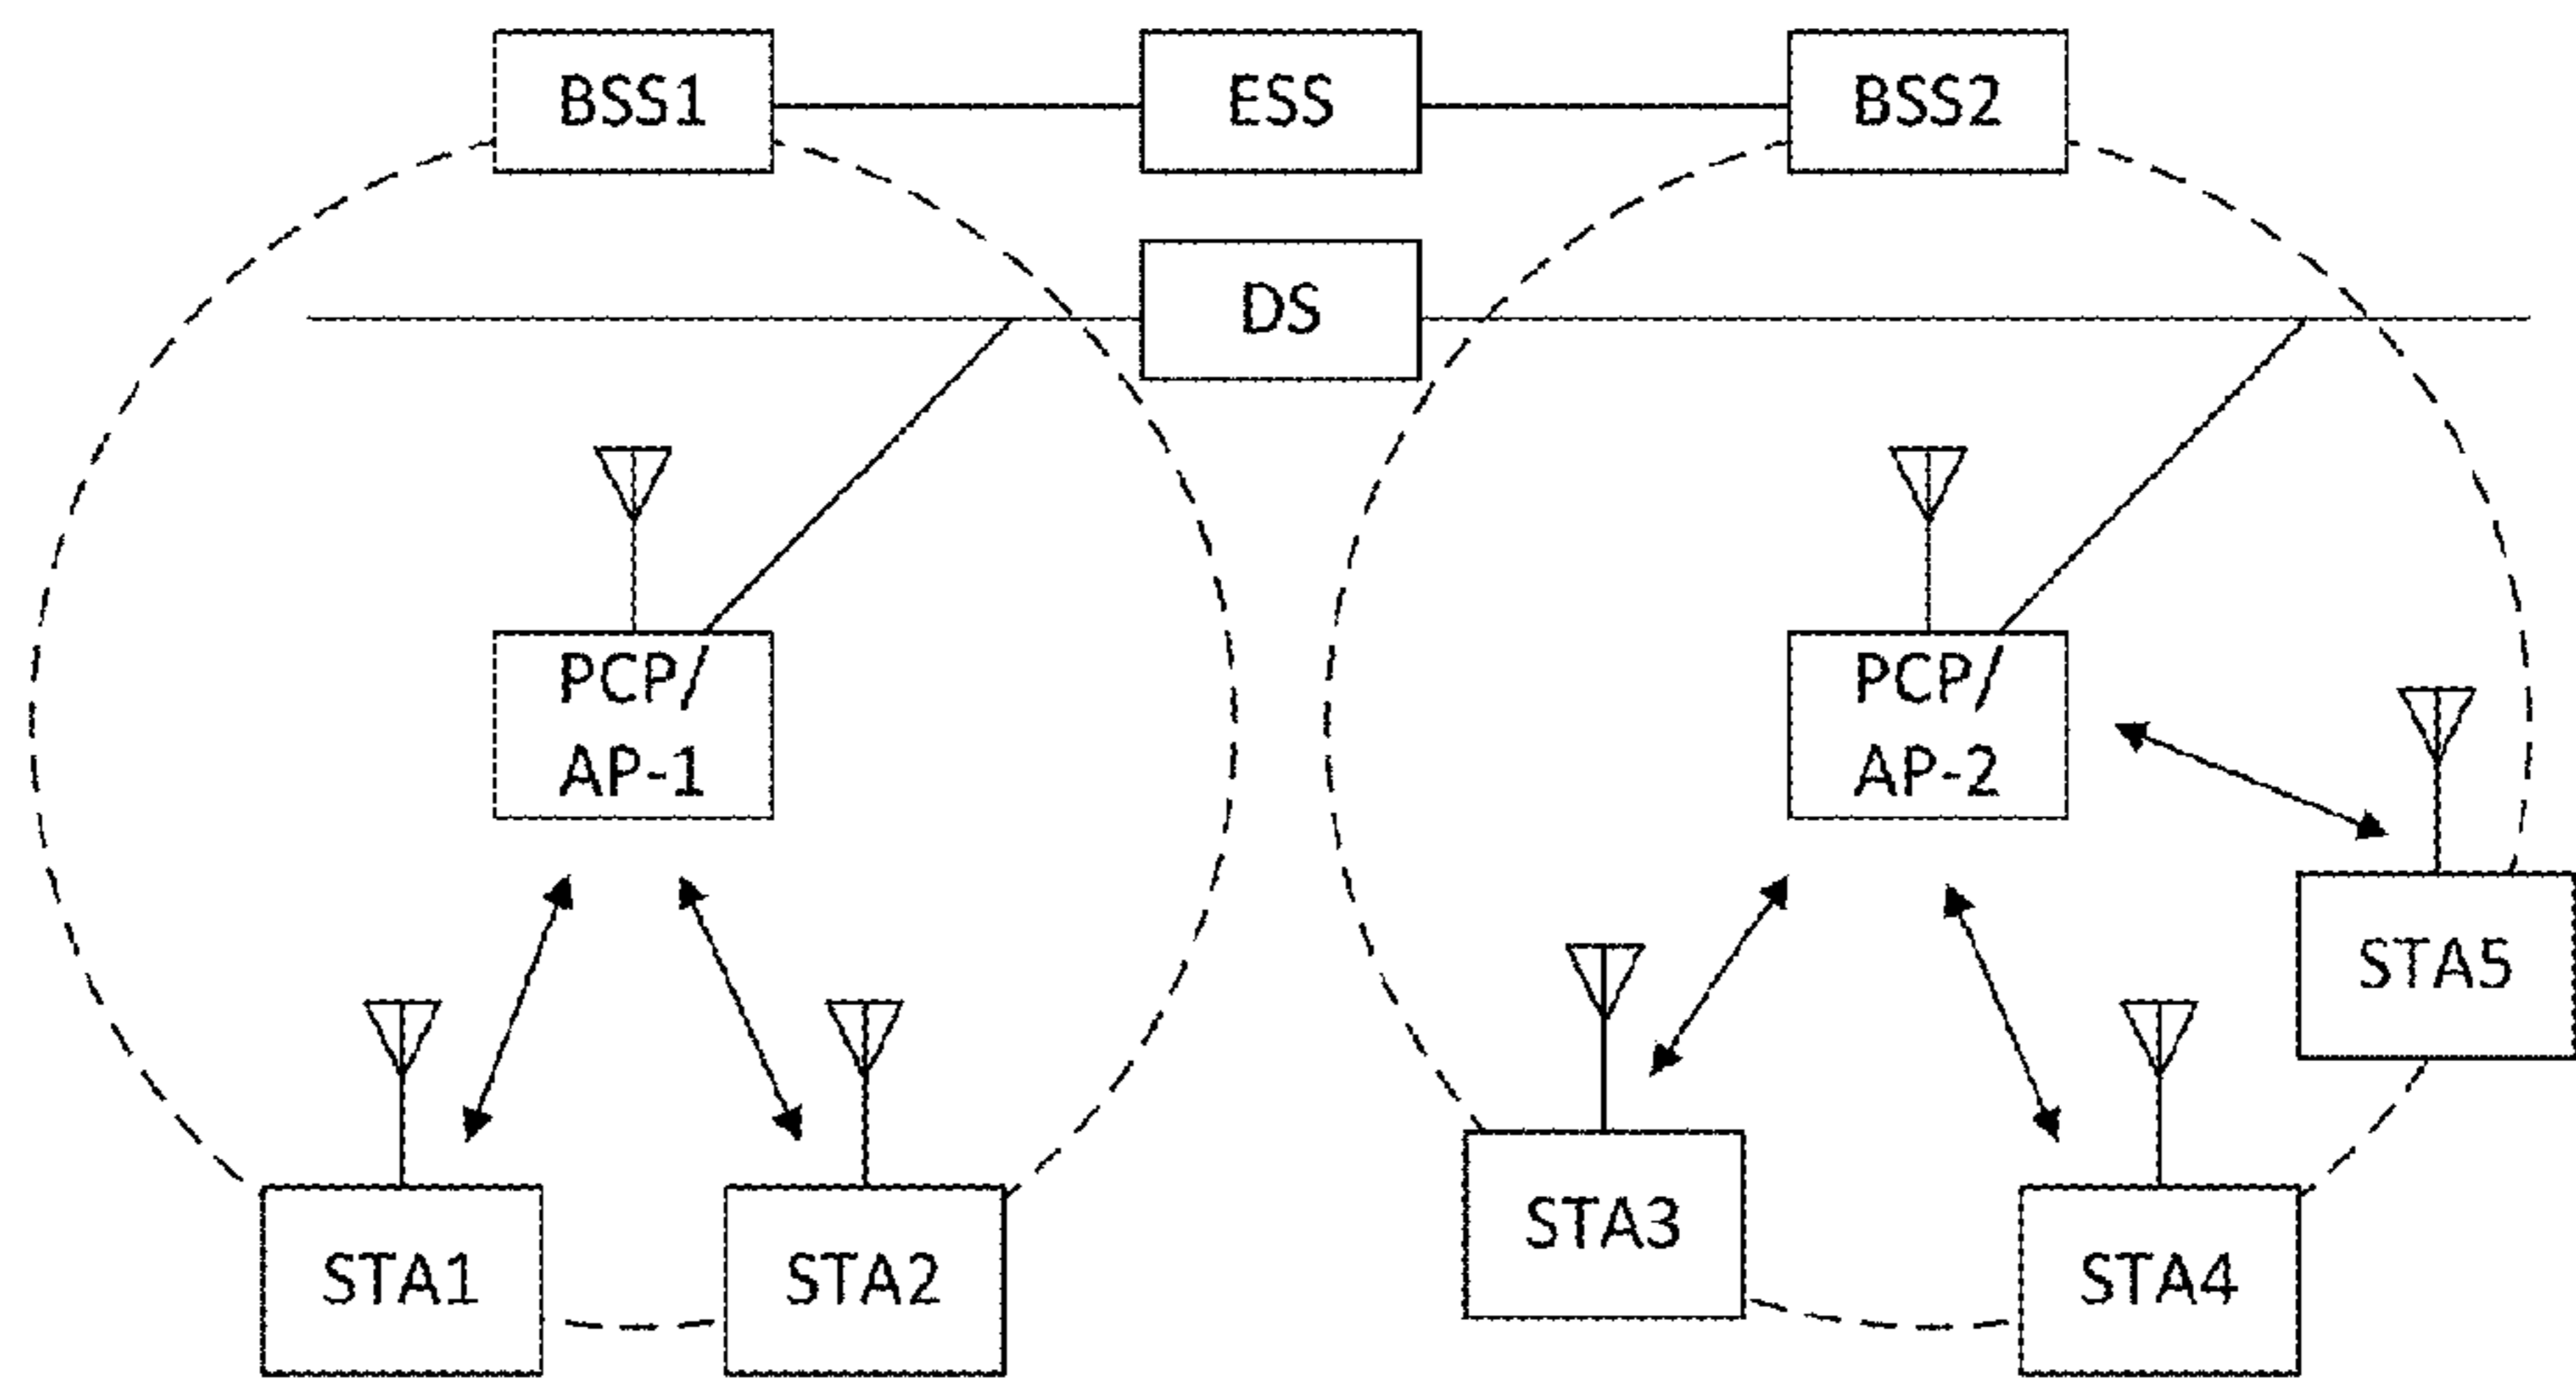 BSS1
ESS
BSS2
DS
PCP/
AP-1
PCP/
AP-2
STA5
STA3
STA1
STA2
STA4